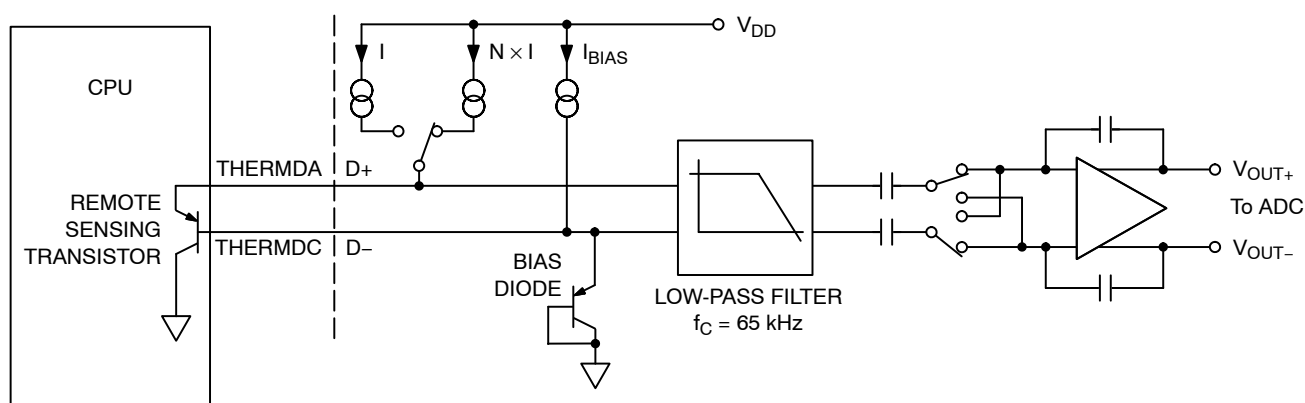 V_DD
I
N × I
I_BIAS
CPU
THERMDA
D+
REMOTE
SENSING
TRANSISTOR
THERMDC
D−
BIAS
DIODE
LOW-PASS FILTER
f_C = 65 kHz
V_OUT+
To ADC
V_OUT−